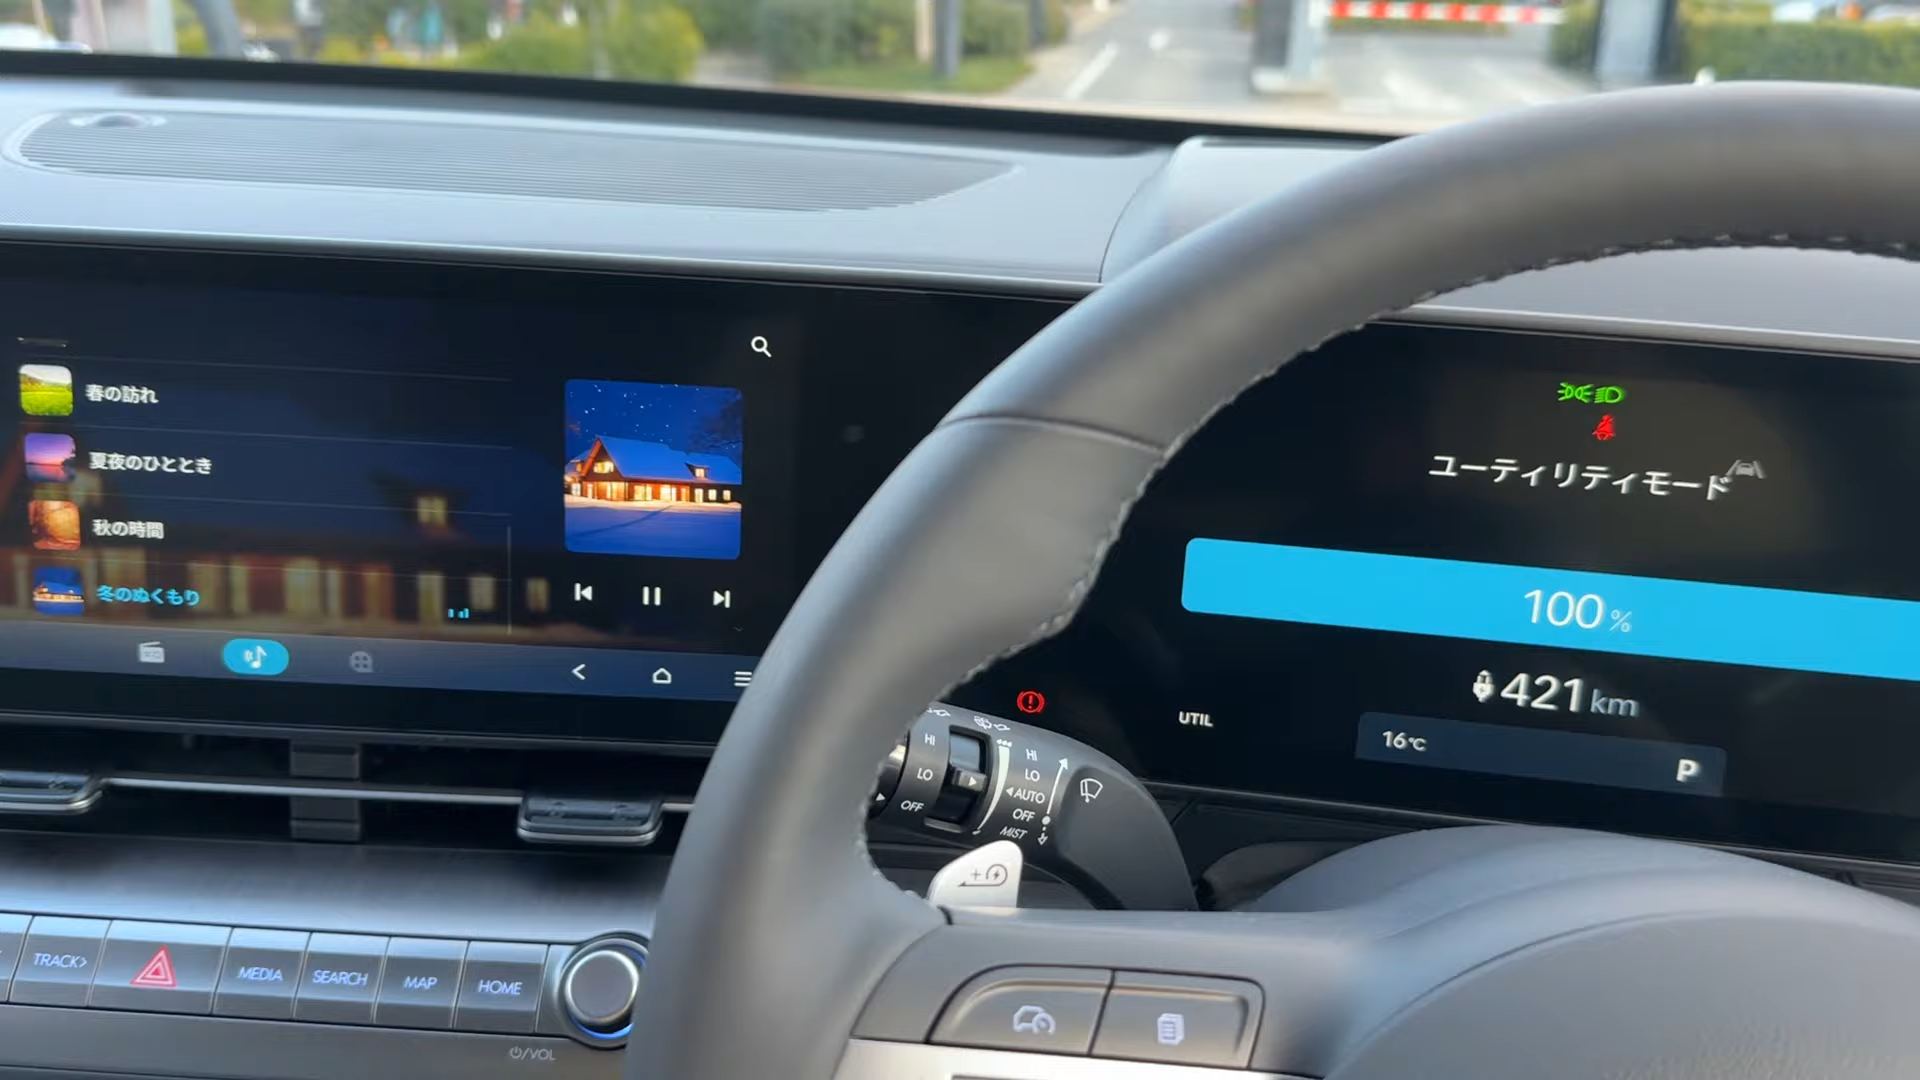 春の訪れ
夏夜のひととき
秋の時間
冬のぬくもり
ユーティリティモード
100%
421km
UTIL
16℃
P
HI
LO
OFF
HI
LO
AUTO
OFF
MIST
+
TRACK>
MEDIA
SEARCH
MAP
HOME
/VOL